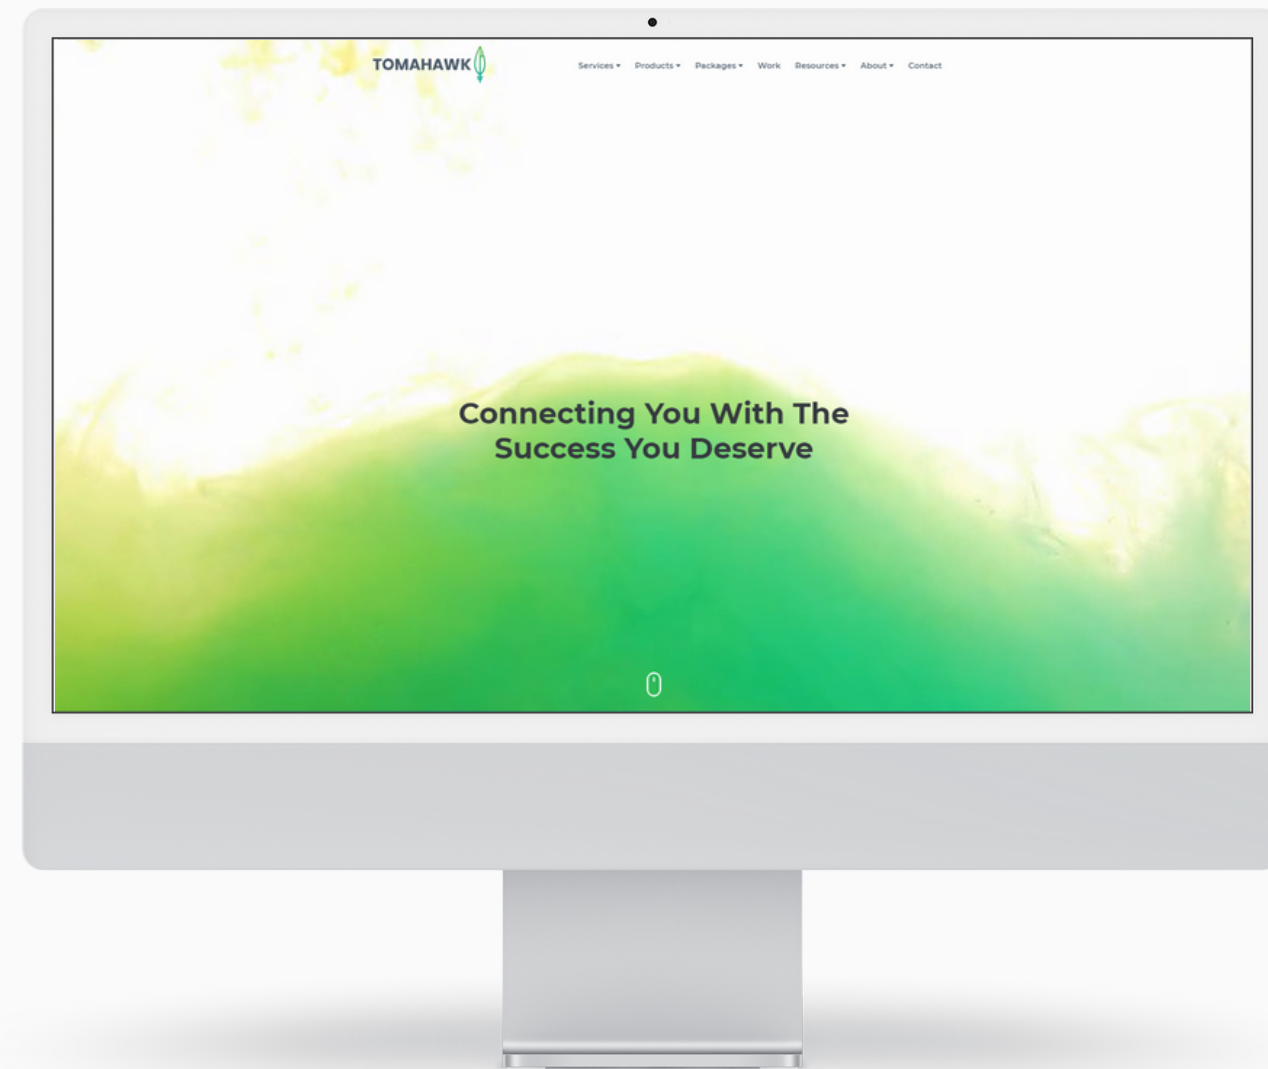 TOMAHAWK
Services Products Packages Work Resources About Contact
Connecting You With The
Success You Deserve